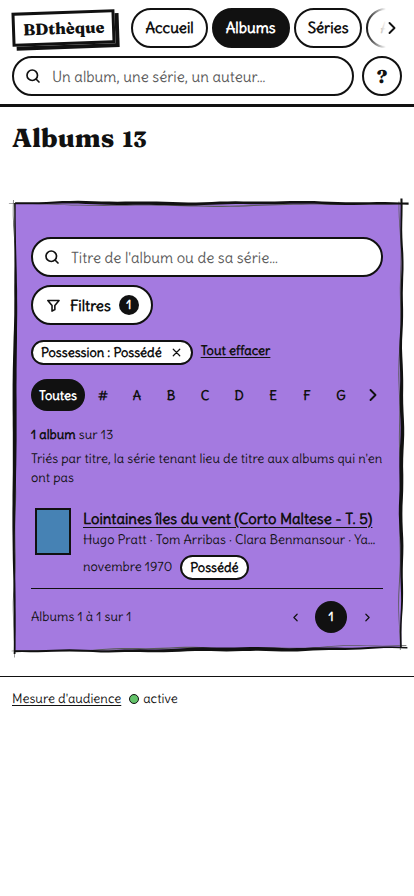 BDthèque Accueil Albums Séries
Un album, une série, un auteur... ?
Albums 13
Titre de l'album ou de sa série...
Filtres 1
Possession : Possédé × Tout effacer
Toutes # A B C D E F G
1 album sur 13
Triés par titre, la série tenant lieu de titre aux albums qui n'en
ont pas
Lointaines îles du vent (Corto Maltese - T. 5)
Hugo Pratt · Tom Arribas · Clara Benmansour · Ya...
novembre 1970 Possédé
Albums 1 à 1 sur 1 ‹ 1 ›
Mesure d'audience active